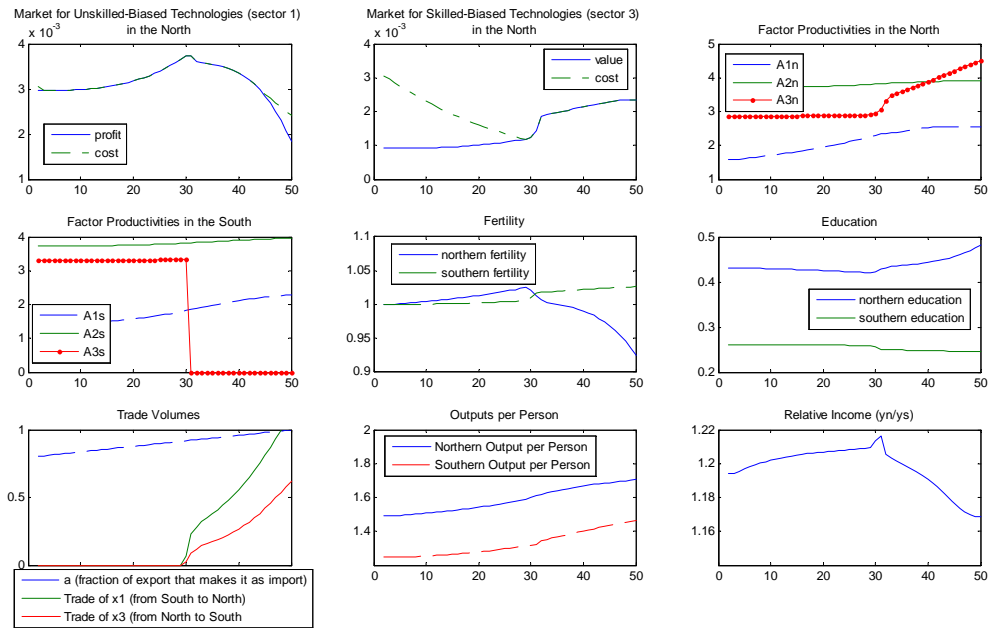 Market for Unskilled-Biased Technologies (sector 1)
in the North
x 10^-3
4
3
2
1
0 10 20 30 40 50
profit
cost
Market for Skilled-Biased Technologies (sector 3)
in the North
x 10^-3
4
3
2
1
0
0 10 20 30 40 50
value
cost
Factor Productivities in the North
5
4
3
2
1
0 10 20 30 40 50
A1n
A2n
A3n
Factor Productivities in the South
4
3
2
1
0
0 10 20 30 40 50
A1s
A2s
A3s
Fertility
1.1
1.05
1
0.95
0.9
0 10 20 30 40 50
northern fertility
southern fertility
Education
0.5
0.4
0.3
0.2
0 10 20 30 40 50
northern education
southern education
Trade Volumes
1
0.5
0
0 10 20 30 40 50
a (fraction of export that makes it as import)
Trade of x1 (from South to North)
Trade of x3 (from North to South
Outputs per Person
2
1.8
1.6
1.4
0 10 20 30 40 50
Northern Output per Person
Southern Output per Person
Relative Income (yn/ys)
1.22
1.2
1.18
1.16
0 10 20 30 40 50